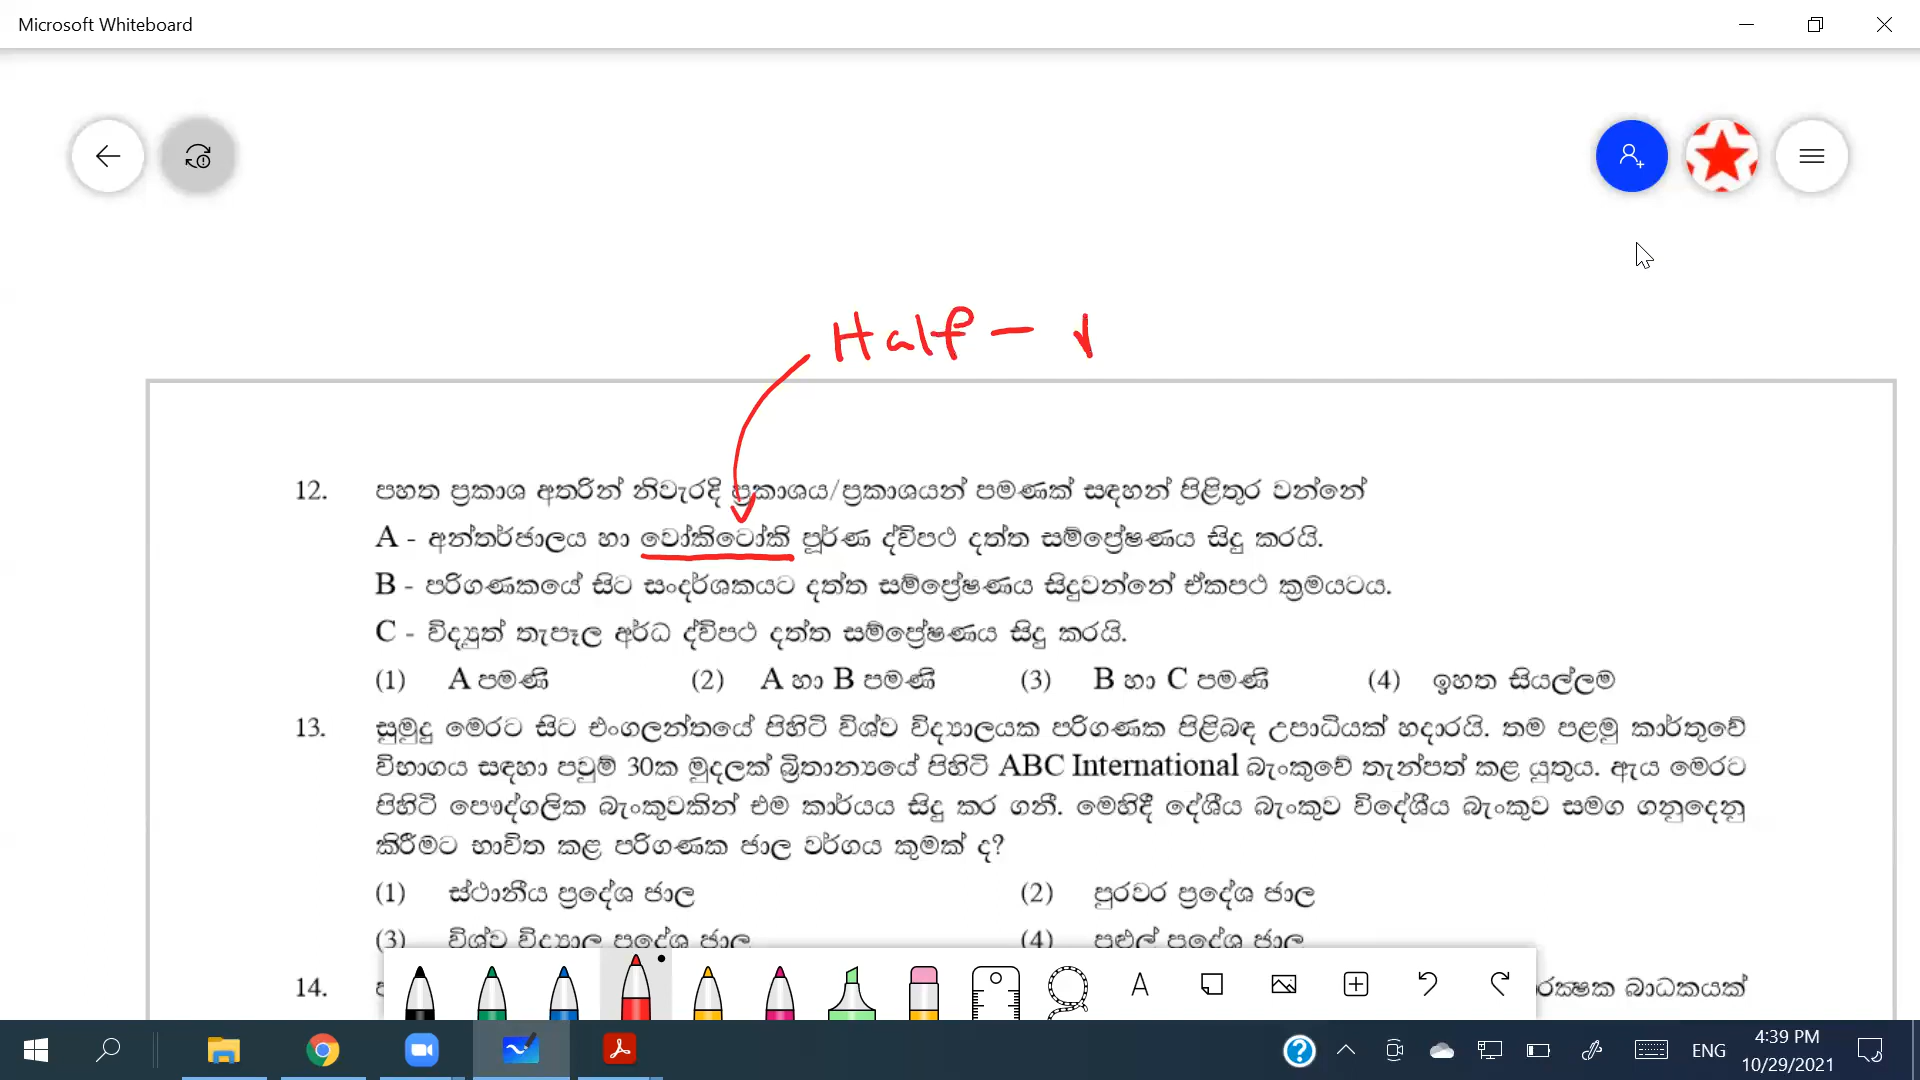 Microsoft Whiteboard
Half -
12. පහත ප්‍රකාශ අතරින් නිවැරදි ප්‍රකාශය/ප්‍රකාශයන් පමණක් සඳහන් පිළිතුර වන්නේ
A - අන්තර්ජාලය හා වෝකිටෝකි පූර්ණ ද්විපථ දත්ත සම්ප්‍රේෂණය සිදු කරයි.
B - පරිගණකයේ සිට සංදර්ශකයට දත්ත සම්ප්‍රේෂණය සිදුවන්නේ ඒකපථ ක්‍රමයටය.
C - විද්‍යුත් තැපෑල අර්ධ ද්විපථ දත්ත සම්ප්‍රේෂණය සිදු කරයි.
(1) A පමණි (2) A හා B පමණි (3) B හා C පමණි (4) ඉහත සියල්ලම
13. සුමුදු මෙරට සිට එංගලන්තයේ පිහිටි විශ්ව විද්‍යාලයක පරිගණක පිළිබඳ උපාධියක් හදාරයි. තම පළමු කාර්තුවේ
විභාගය සඳහා පවුම් 30ක මුදලක් බ්‍රිතාන්‍යයේ පිහිටි ABC International බැංකුවේ තැන්පත් කළ යුතුය. ඇය මෙරට
පිහිටි පෞද්ගලික බැංකුවකින් එම කාර්යය සිදු කර ගනී. මෙහිදී දේශීය බැංකුව විදේශීය බැංකුව සමග ගනුදෙනු
කිරීමට භාවිත කළ පරිගණක ජාල වර්ගය කුමක් ද?
(1) ස්ථානීය ප්‍රදේශ ජාල (2) පුරවර ප්‍රදේශ ජාල
(3) විශ්ව විද්‍යාල ප්‍රදේශ ජාල (4) පුළුල් ප්‍රදේශ ජාල
14. බාධකයක්
ENG
4:39 PM
10/29/2021